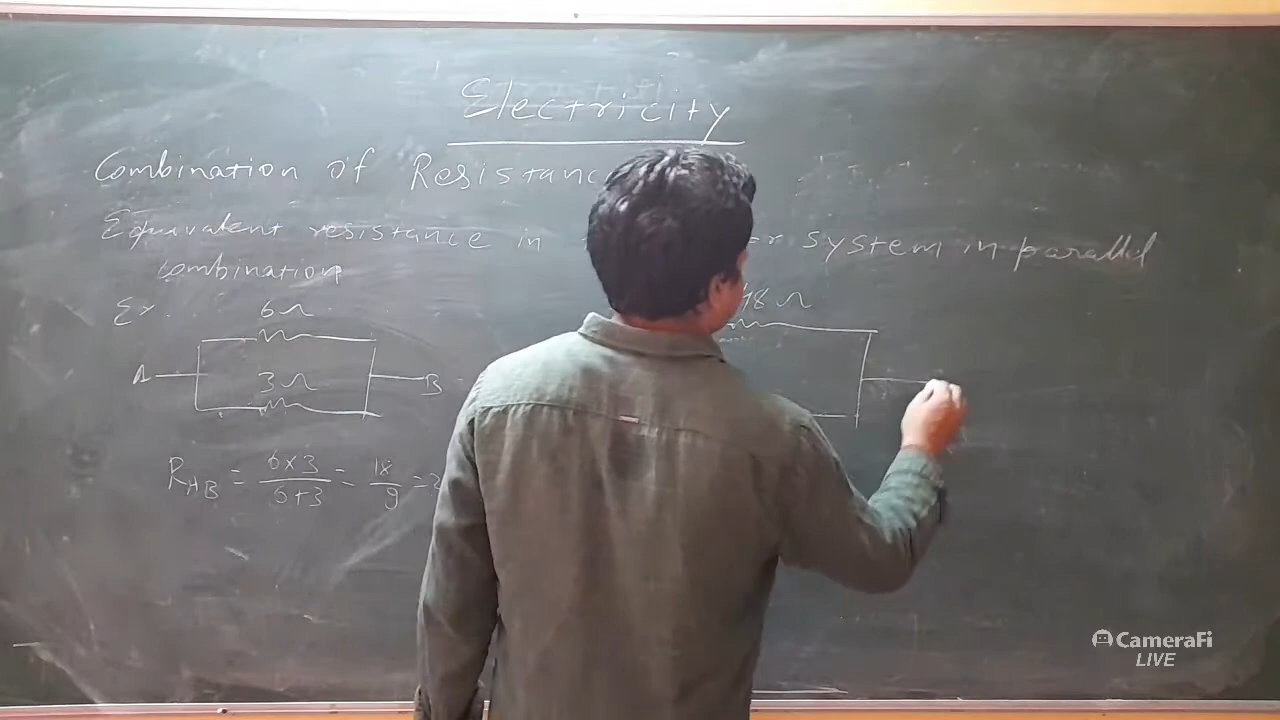 Electricity
Combination of Resistanc
Equivalent resistance in r system in parallel
combination
Ex. 6Ω 18Ω
A 3Ω B
R_AB = 6×3/6+3 = 18/9 = 2
CameraFi
LIVE